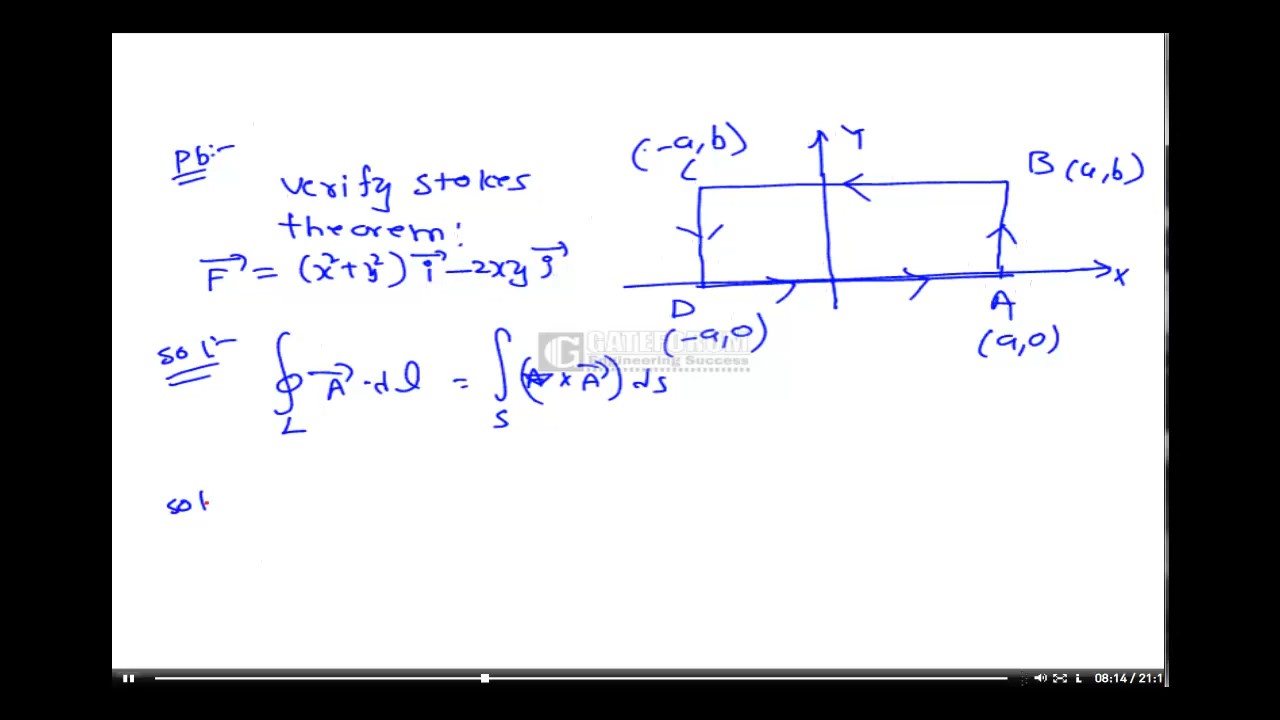 Pb:-
verify stokes
theorem:
F = (x²+y²) i - 2xy j
(-a,b)
C
Y
B (a,b)
X
D
(-a,0)
A
(a,0)
sol:-
∮ A · dl = ∫ (∇ × A) ds
L
S
GATEFORUM
Engineering Success
sol
08:14 / 21:1